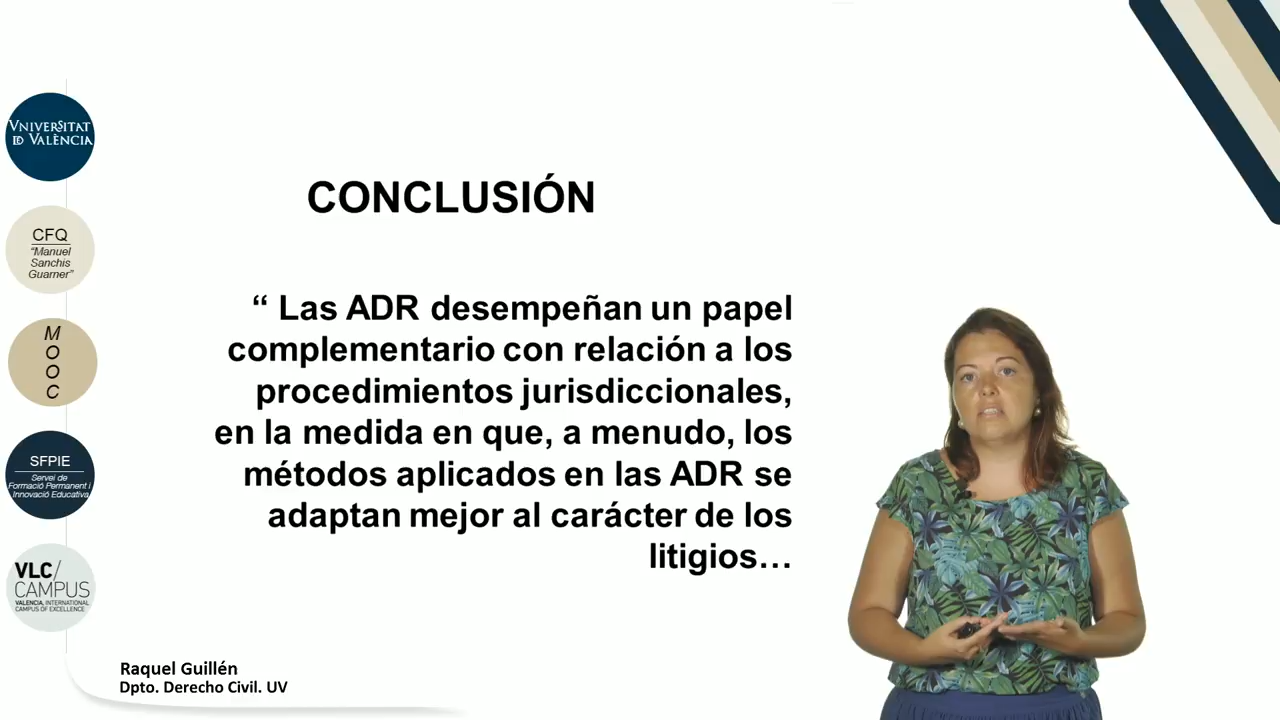 VNIVERSITAT
DE VALÈNCIA
CFQ
"Manuel
Sanchis
Guarner"
M
O
O
C
SFPIE
Servei de
Formació Permanent i
Innovació Educativa
VLC/
CAMPUS
VALENCIA, INTERNATIONAL
CAMPUS OF EXCELLENCE
CONCLUSIÓN
“ Las ADR desempeñan un papel
complementario con relación a los
procedimientos jurisdiccionales,
en la medida en que, a menudo, los
métodos aplicados en las ADR se
adaptan mejor al carácter de los
litigios…
Raquel Guillén
Dpto. Derecho Civil. UV